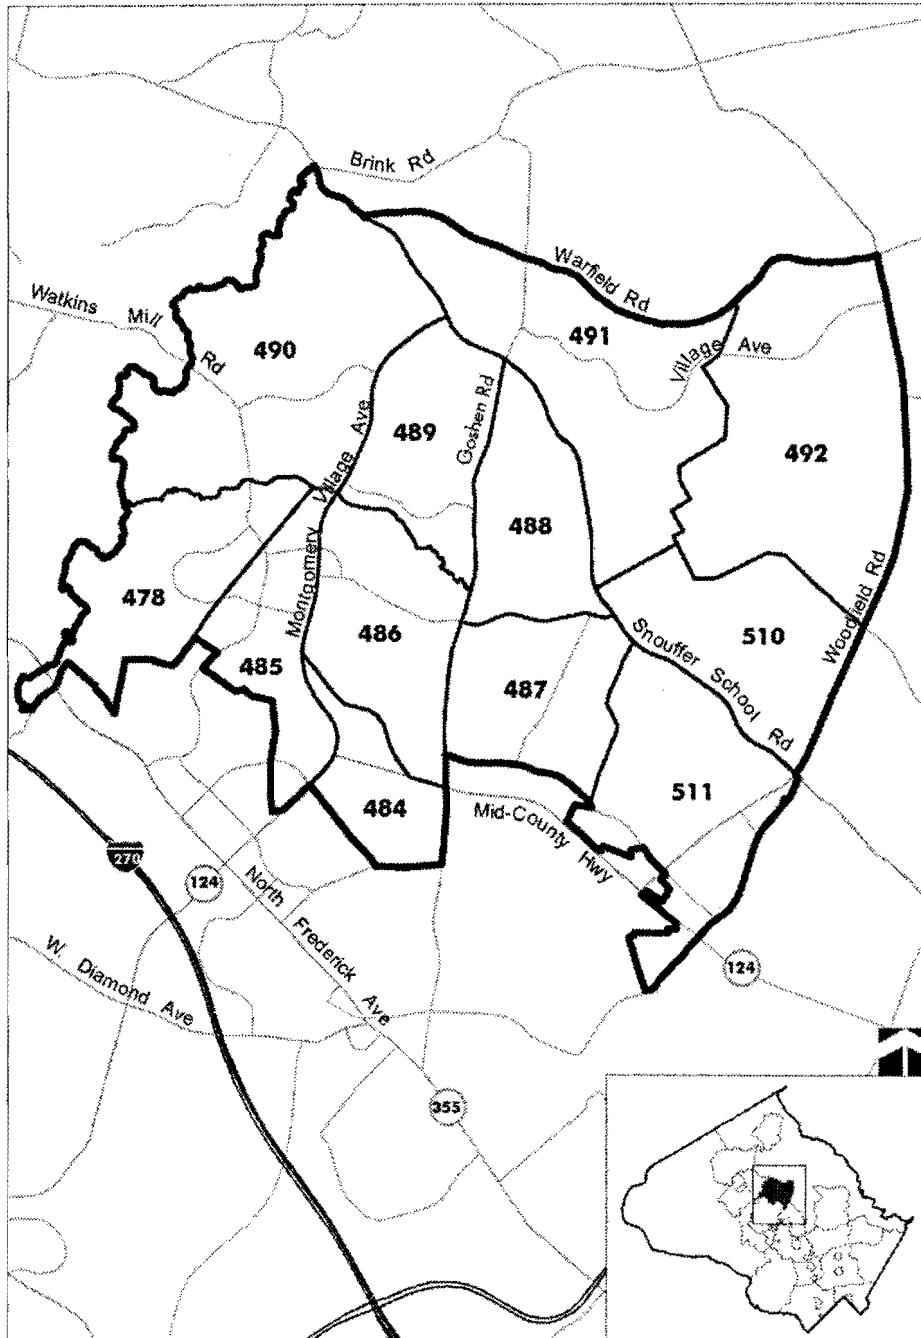 Brink Rd
Warfield Rd
Watkins Mill Rd
490
491
Village Ave
489
Goshen Rd
492
Montgomery Village Ave
488
478
486
510
Woodfield Rd
485
487
Snouffer School Rd
511
484
Mid-County Hwy
270
124
North Frederick Ave
W. Diamond Ave
124
355